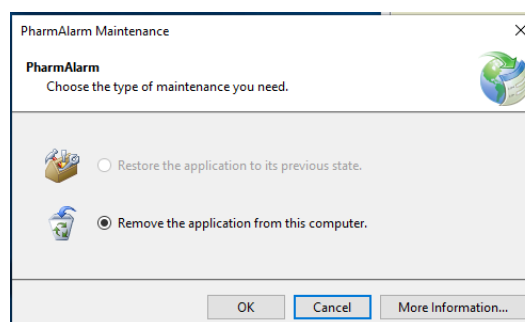 PharmAlarm Maintenance
PharmAlarm
Choose the type of maintenance you need.
Restore the application to its previous state.
Remove the application from this computer.
OK Cancel More Information...